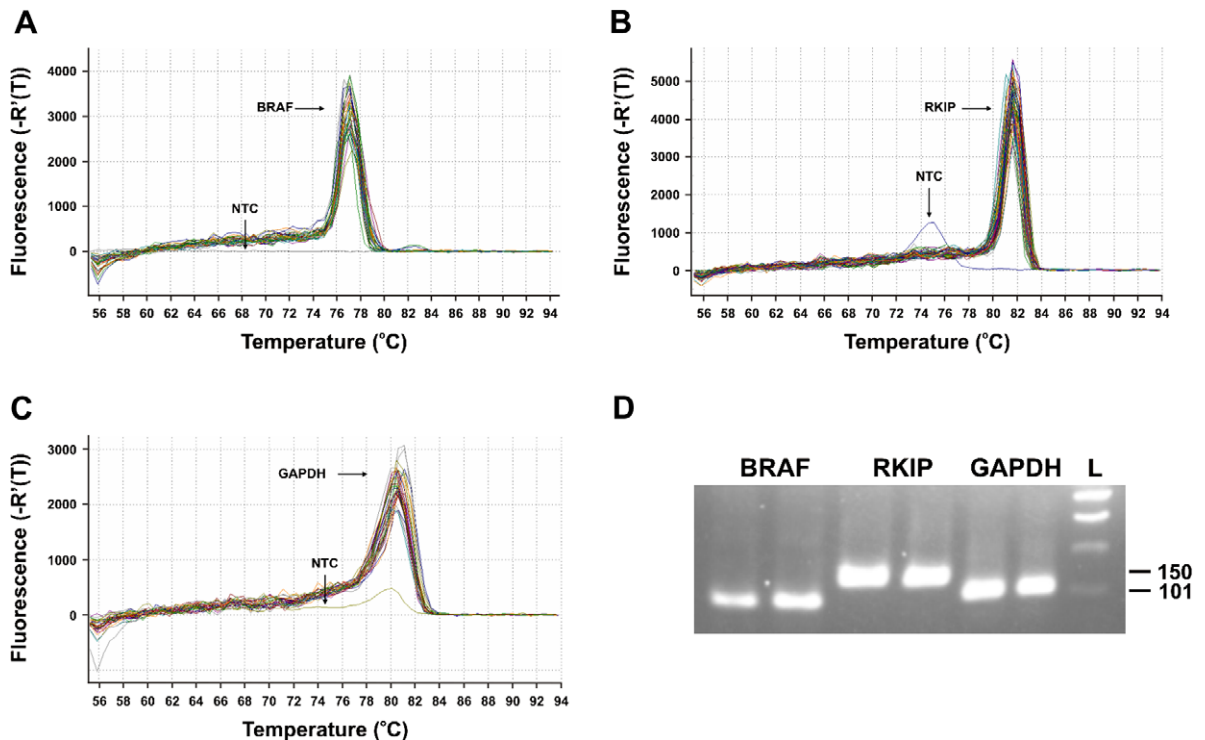 A
Fluorescence (-R'(T))
4000
3000
2000
1000
0
BRAF
NTC
56 58 60 62 64 66 68 70 72 74 76 78 80 82 84 86 88 90 92 94
Temperature (°C)
B
Fluorescence (-R'(T))
5000
4000
3000
2000
1000
0
RKIP
NTC
56 58 60 62 64 66 68 70 72 74 76 78 80 82 84 86 88 90 92 94
Temperature (°C)
C
Fluorescence (-R'(T))
3000
2000
1000
0
GAPDH
NTC
56 58 60 62 64 66 68 70 72 74 76 78 80 82 84 86 88 90 92 94
Temperature (°C)
D
BRAF RKIP GAPDH L
150
101